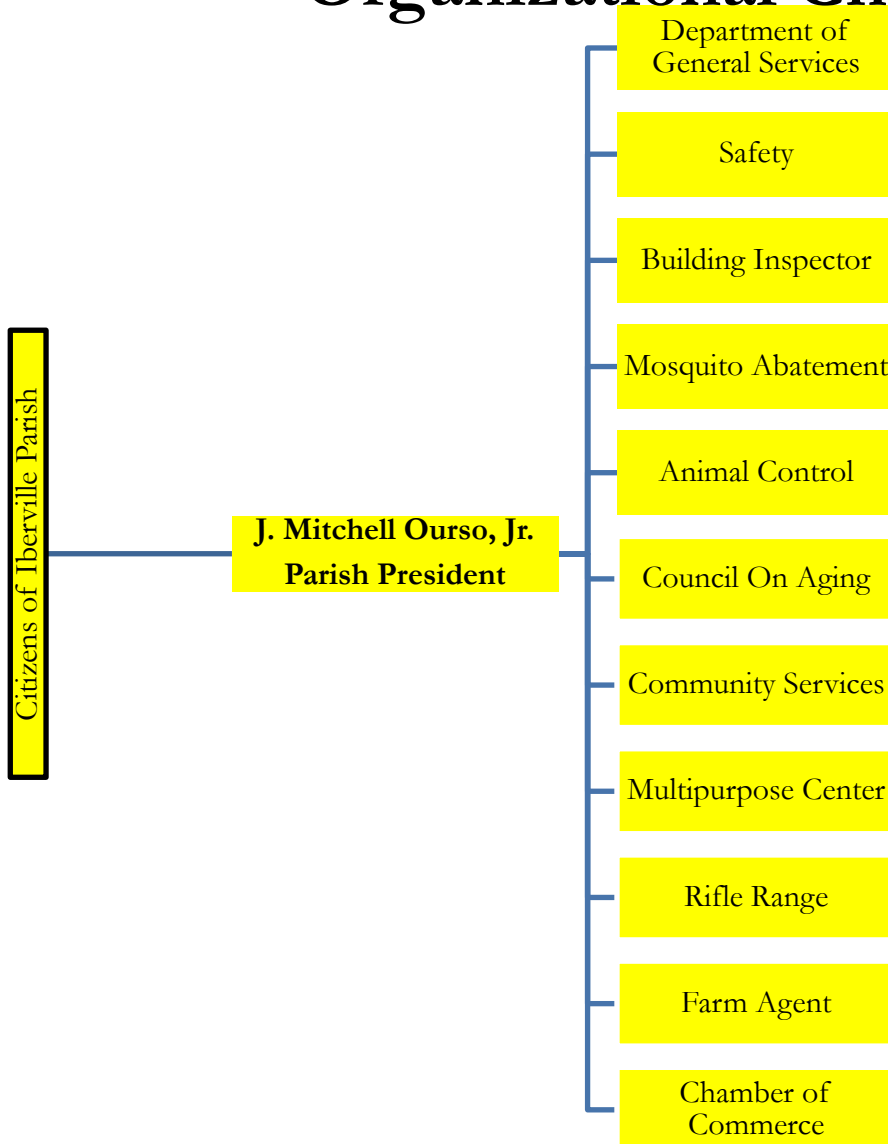 Organizational
Department of
General Services
Safety
Building Inspector
Mosquito Abatement
Animal Control
Citizens of Iberville Parish
J. Mitchell Ourso, Jr.
Parish President
Council On Aging
Community Services
Multipurpose Center
Rifle Range
Farm Agent
Chamber of
Commerce